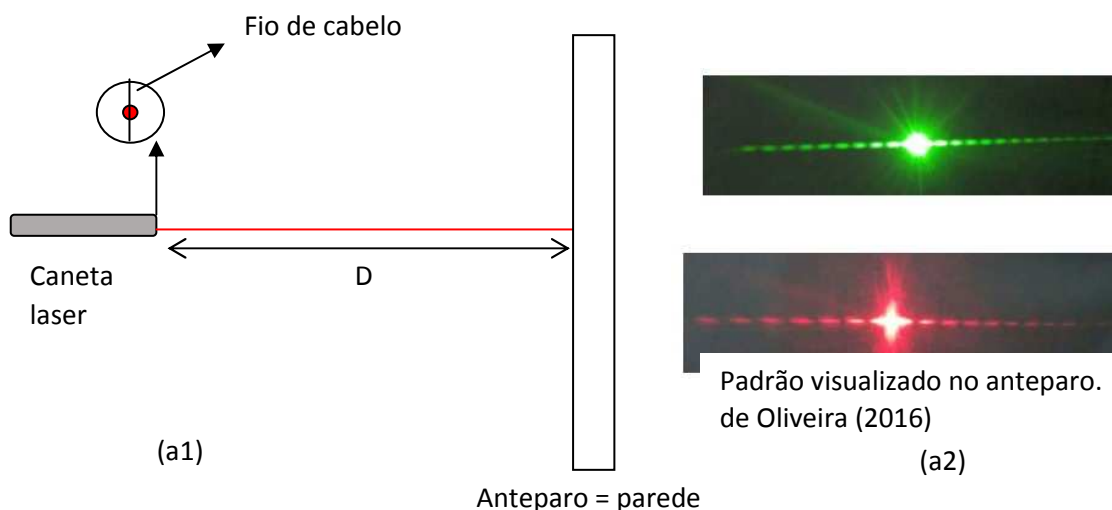 Fio de cabelo
Caneta
laser
D
(a1)
Anteparo = parede
Padrão visualizado no anteparo.
de Oliveira (2016)
(a2)